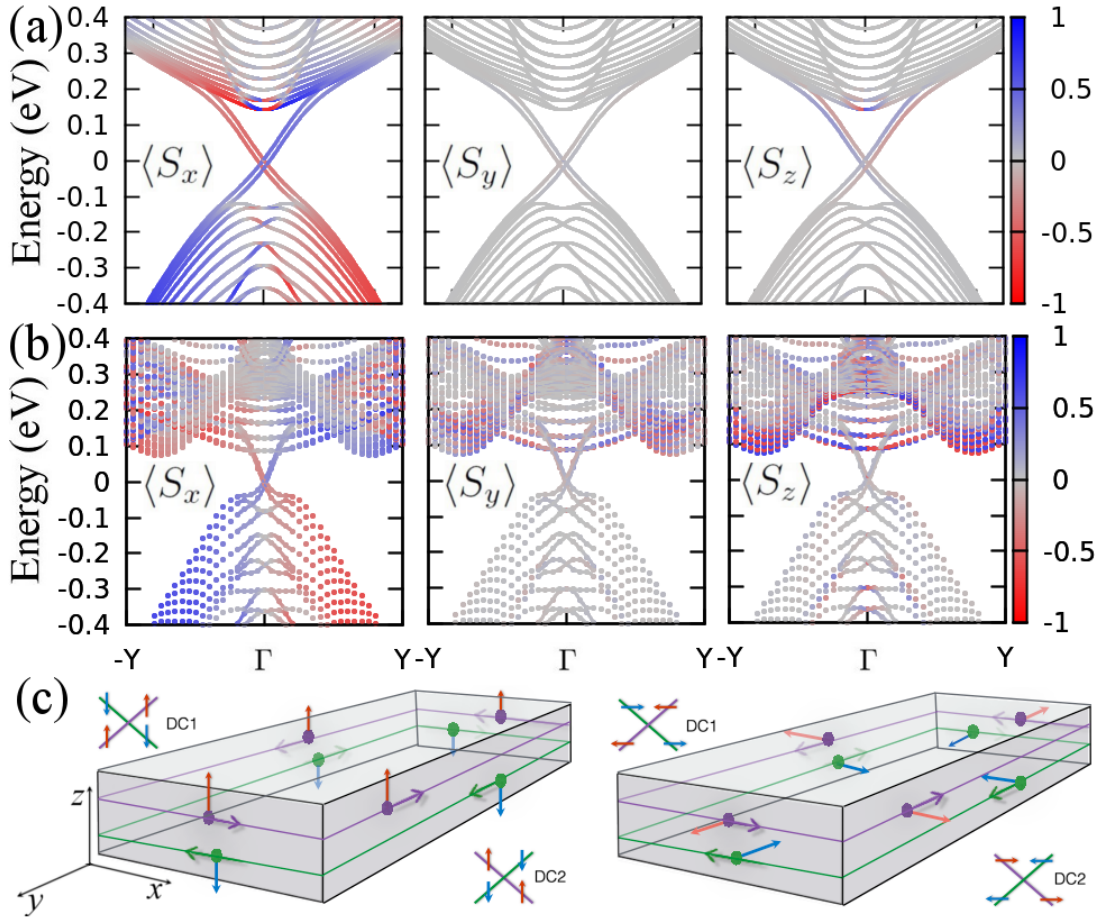 (a)
Energy (eV)
0.4
0.3
0.2
0.1
0
-0.1
-0.2
-0.3
-0.4
⟨Sx⟩
⟨Sy⟩
⟨Sz⟩
1
0.5
0
-0.5
-1
(b)
Energy (eV)
0.4
0.3
0.2
0.1
0
-0.1
-0.2
-0.3
-0.4
⟨Sx⟩
⟨Sy⟩
⟨Sz⟩
1
0.5
0
-0.5
-1
-Y Γ Y -Y Γ Y -Y Γ Y
(c)
DC1
z
y
x
DC2
DC1
DC2